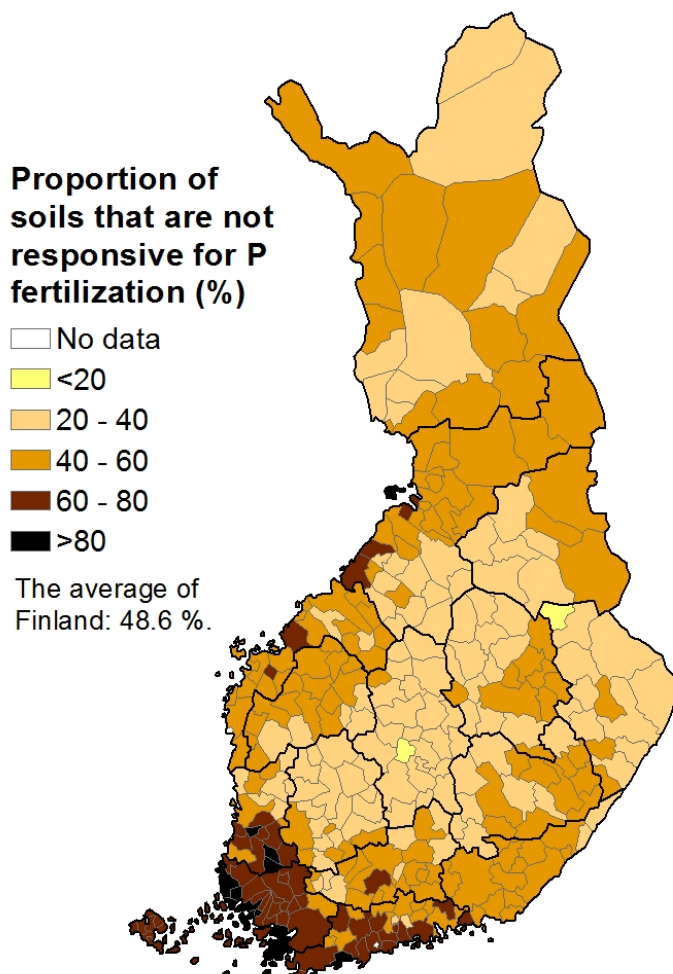 Proportion of
soils that are not
responsive for P
fertilization (%)
No data
<20
20 - 40
40 - 60
60 - 80
>80
The average of
Finland: 48.6 %.